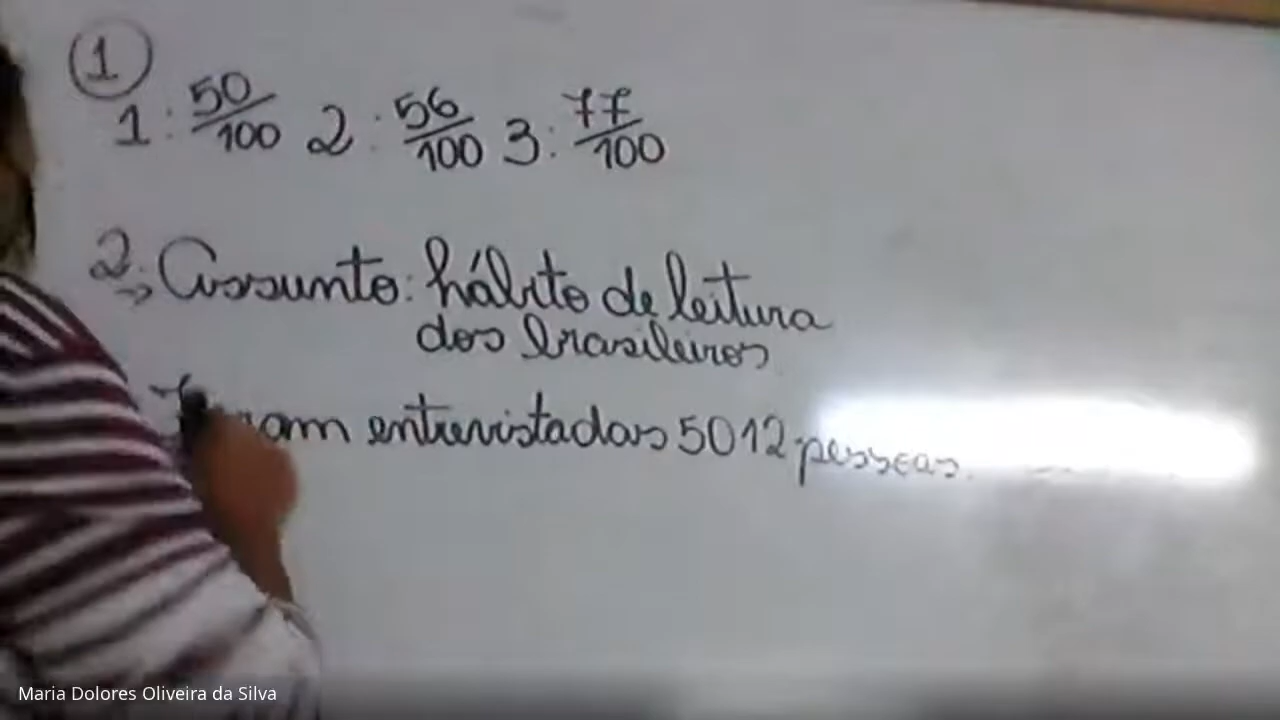 1
1: 50/100 2: 56/100 3: 77/100
2. Assunto: hábito de leitura
dos brasileiros
entrevistadas 5012 pessoas.
Maria Dolores Oliveira da Silva